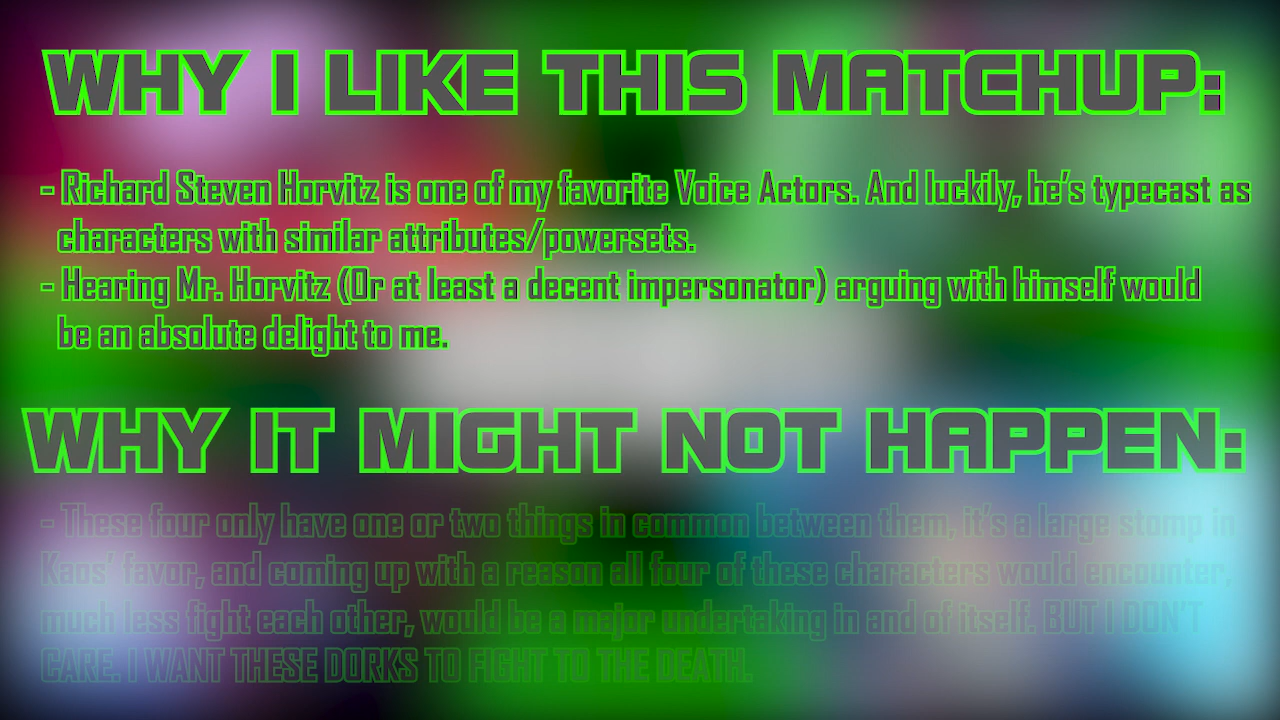 WHY I LIKE THIS MATCHUP:
- Richard Steven Horvitz is one of my favorite Voice Actors. And luckily, he's typecast as
characters with similar attributes/powersets.
- Hearing Mr. Horvitz (Or at least a decent impersonator) arguing with himself would
be an absolute delight to me.
WHY IT MIGHT NOT HAPPEN:
- These four only have one or two things in common between them, it's a large stomp in
Kaos' favor, and coming up with a reason all four of these characters would encounter,
much less fight each other, would be a major undertaking in and of itself. BUT I DON'T
CARE. I WANT THESE DORKS TO FIGHT TO THE DEATH.